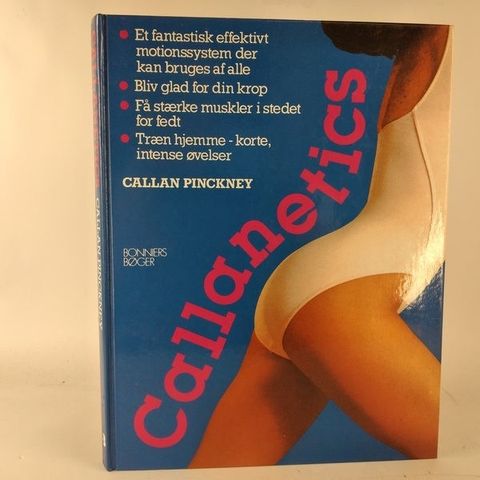 • Et fantastisk effektivt
motionssystem der
kan bruges af alle
• Bliv glad for din krop
• Få stærke muskler i stedet
for fedt
• Træn hjemme - korte,
intense øvelser
CALLAN PINCKNEY
BONNIERS
BØGER
Callanetics
CALLAN PINCKNEY